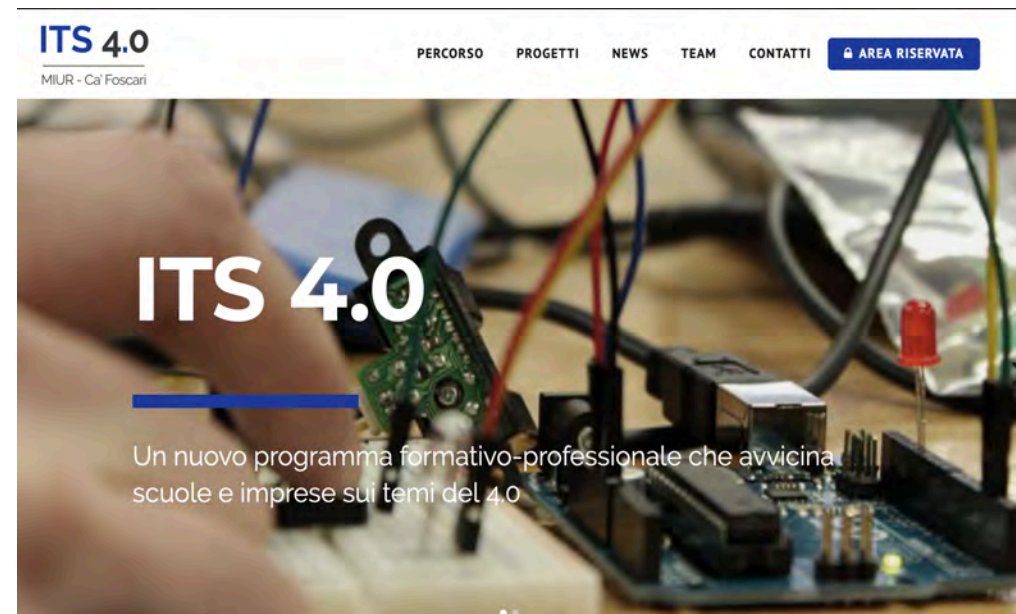 ITS 4.0
MIUR - Ca' Foscari
PERCORSO PROGETTI NEWS TEAM CONTATTI AREA RISERVATA
ITS 4.0
Un nuovo programma formativo-professionale che avvicina
scuole e imprese sui temi del 4.0